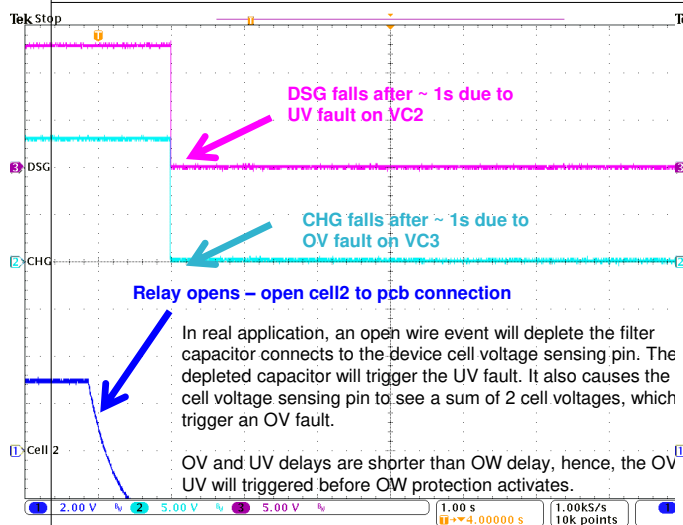 Tek Stop
T
DSG falls after ~ 1s due to
UV fault on VC2
3 DSG
CHG falls after ~ 1s due to
OV fault on VC3
2 CHG
2
Relay opens – open cell2 to pcb connection
In real application, an open wire event will deplete the filter
capacitor connects to the device cell voltage sensing pin. The
depleted capacitor will trigger the UV fault. It also causes the
cell voltage sensing pin to see a sum of 2 cell voltages, which
trigger an OV fault.
1 Cell 2
OV and UV delays are shorter than OW delay, hence, the OV
UV will triggered before OW protection activates.
1 2.00 V 2 5.00 V 3 5.00 V 1.00 s 1.00kS/s 1
T→▼4.00000 s 10k points